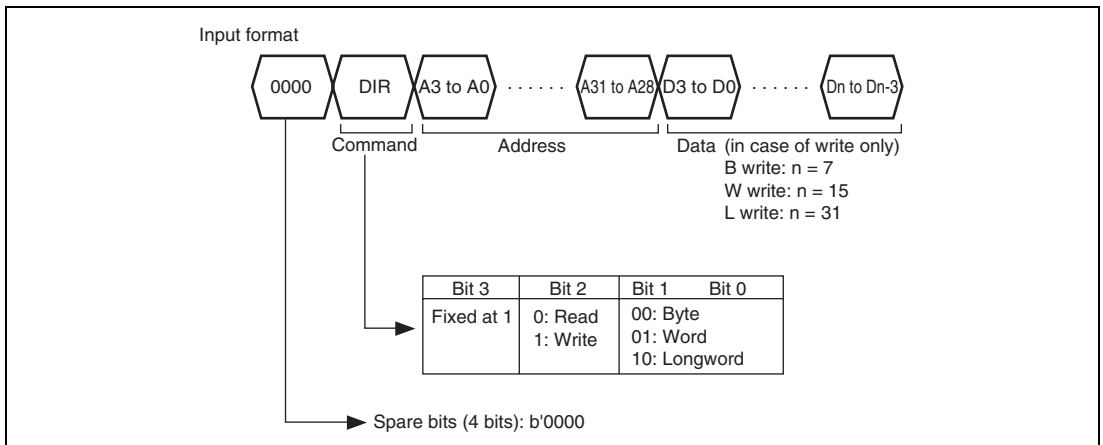 Input format
0000 DIR A3 to A0 ······ A31 to A28 D3 to D0 ······ Dn to Dn-3
Command Address Data (in case of write only)
B write: n = 7
W write: n = 15
L write: n = 31
Bit 3 Bit 2 Bit 1 Bit 0
Fixed at 1 0: Read 00: Byte
1: Write 01: Word
10: Longword
Spare bits (4 bits): b'0000